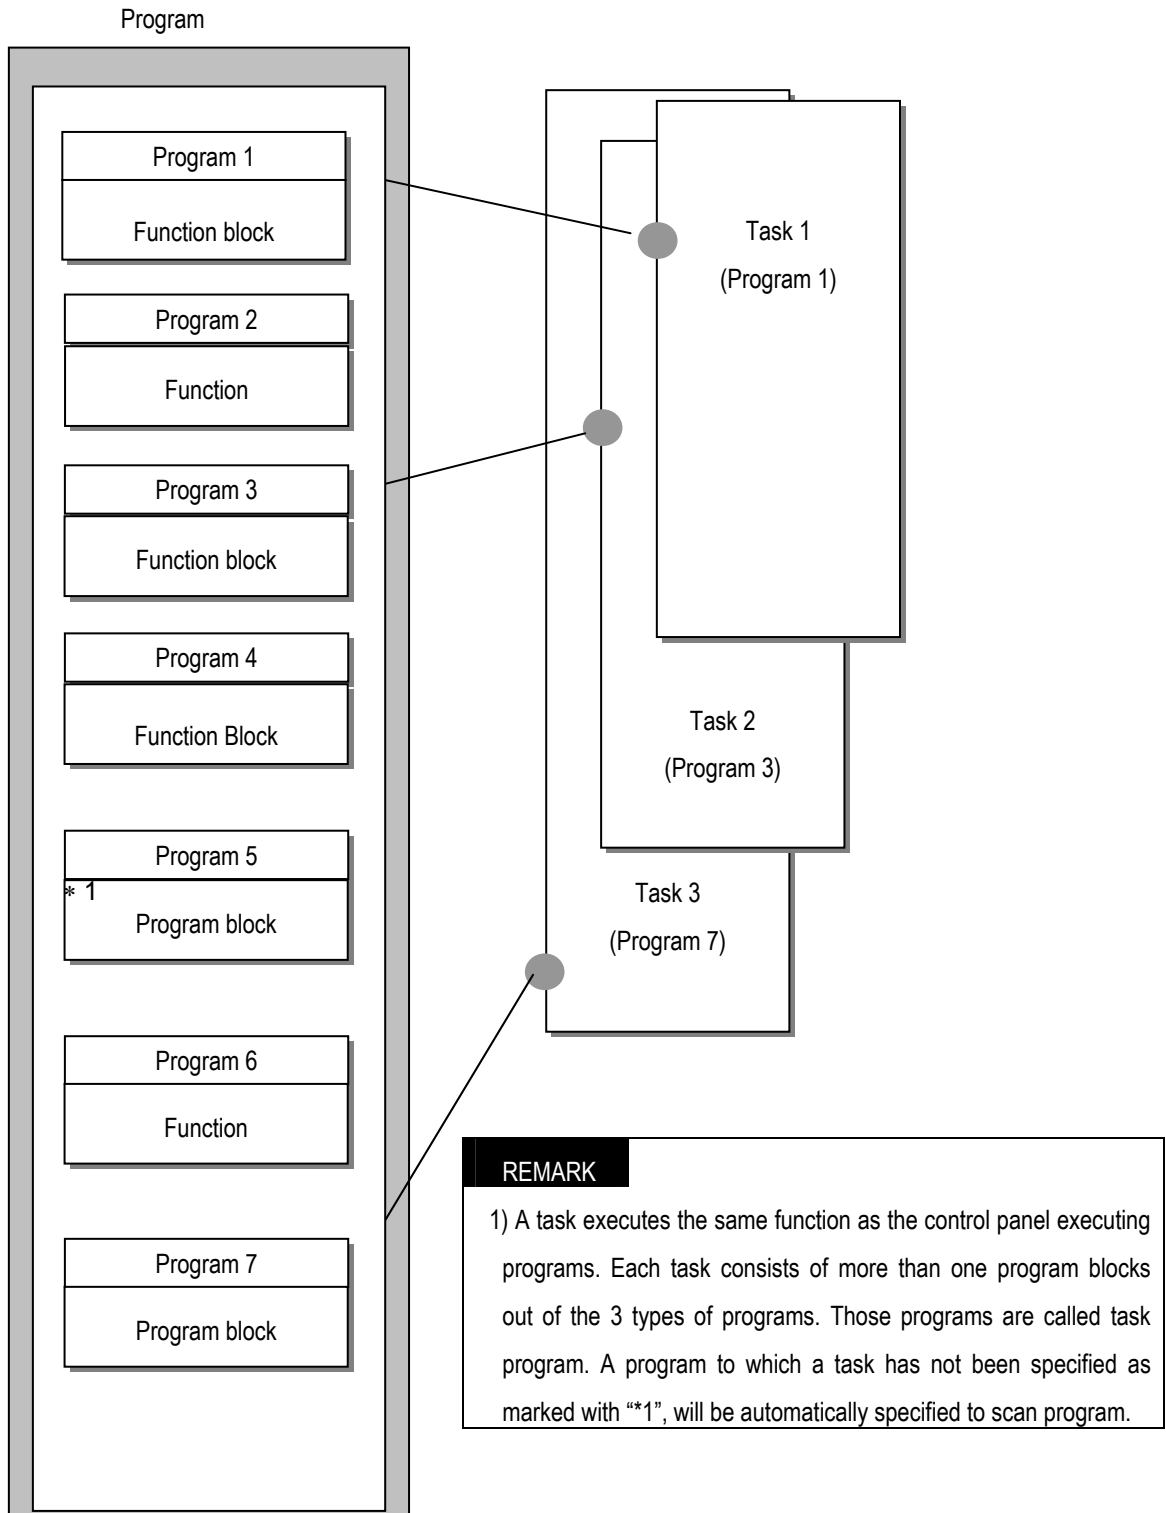 Program
Program 1
Function block
Program 2
Function
Program 3
Function block
Program 4
Function Block
Program 5
* 1
Program block
Program 6
Function
Program 7
Program block
Task 1
(Program 1)
Task 2
(Program 3)
Task 3
(Program 7)
REMARK
1) A task executes the same function as the control panel executing
programs. Each task consists of more than one program blocks
out of the 3 types of programs. Those programs are called task
program. A program to which a task has not been specified as
marked with “*1”, will be automatically specified to scan program.